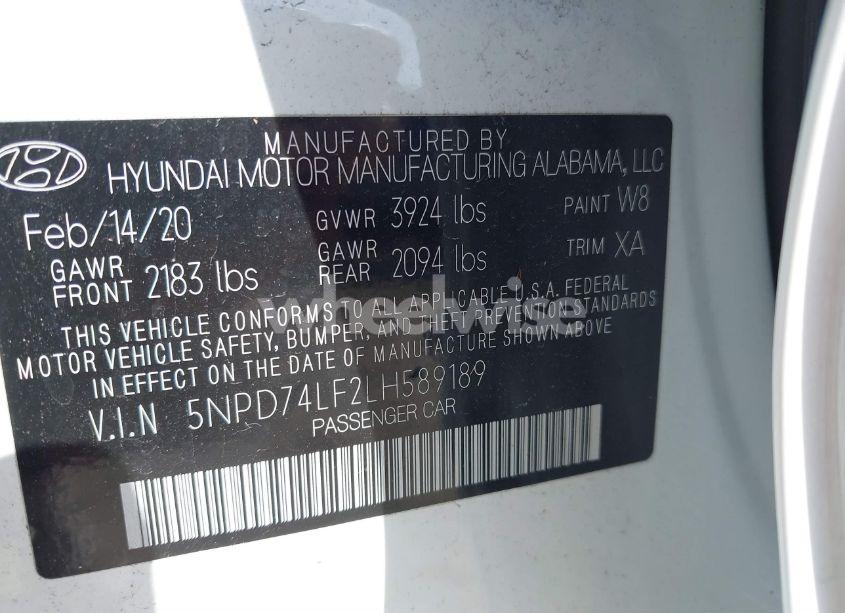 MANUFACTURED BY
HYUNDAI MOTOR MANUFACTURING ALABAMA, LLC
Feb/14/20 GVWR 3924 lbs PAINT W8
GAWR FRONT 2183 lbs GAWR REAR 2094 lbs TRIM XA
THIS VEHICLE CONFORMS TO ALL APPLICABLE U.S.A. FEDERAL
MOTOR VEHICLE SAFETY, BUMPER, AND THEFT PREVENTION STANDARDS
IN EFFECT ON THE DATE OF MANUFACTURE SHOWN ABOVE
V.I.N 5NPD74LF2LH589189
PASSENGER CAR
wheelwise